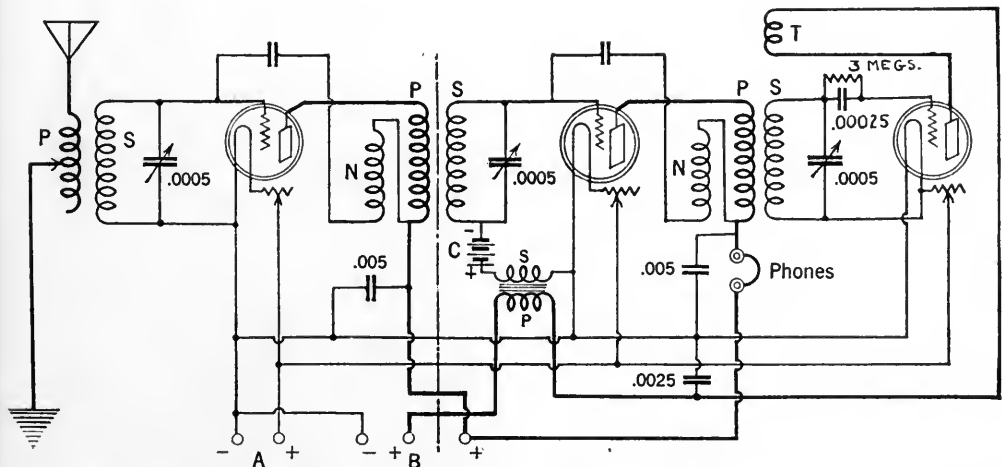 T
3 MEGS.
P
S
P
S
P
S
.00025
.0005
N
.0005
N
.0005
-
C
+
S
P
.005
.005
Phones
.0025
- + - + +
A B